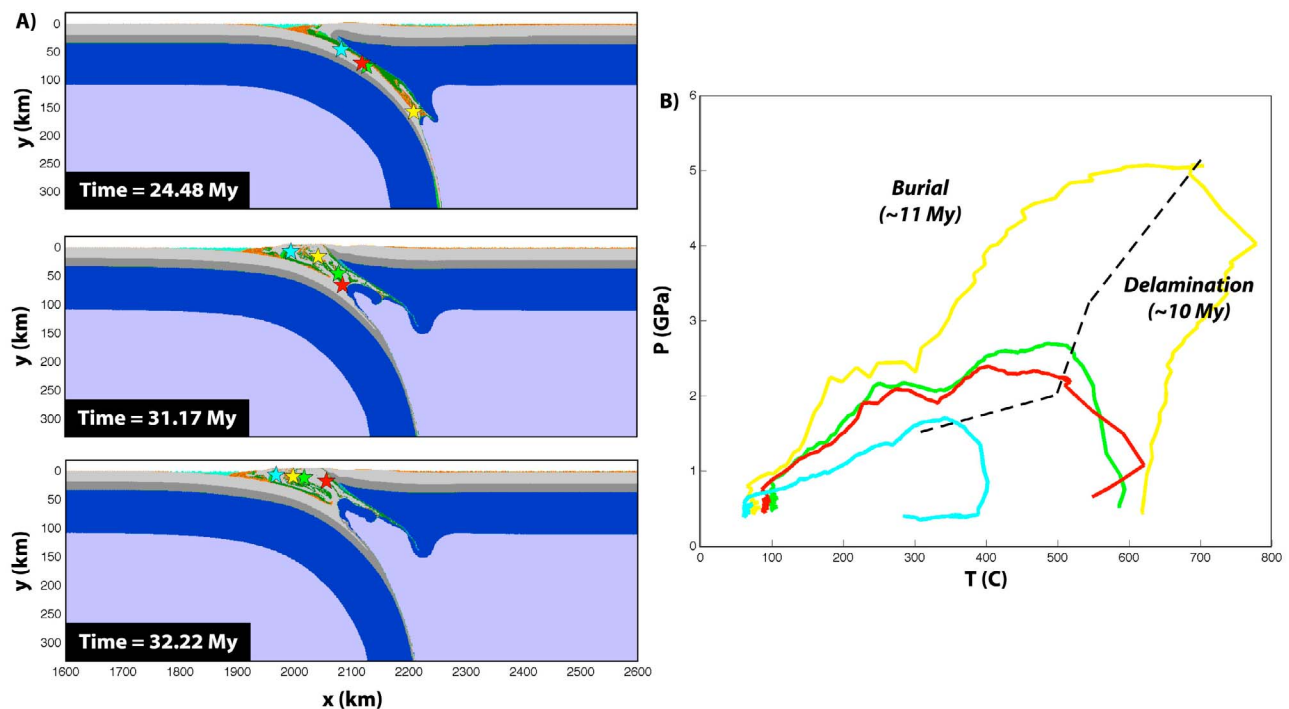 A)
0
50
100
150
200
250
300
y (km)
Time = 24.48 My
0
50
100
150
200
250
300
y (km)
Time = 31.17 My
0
50
100
150
200
250
300
y (km)
Time = 32.22 My
1600 1700 1800 1900 2000 2100 2200 2300 2400 2500 2600
x (km)
B)
6
5
4
3
2
1
0
P (GPa)
Burial
(~11 My)
Delamination
(~10 My)
0 100 200 300 400 500 600 700 800
T (C)